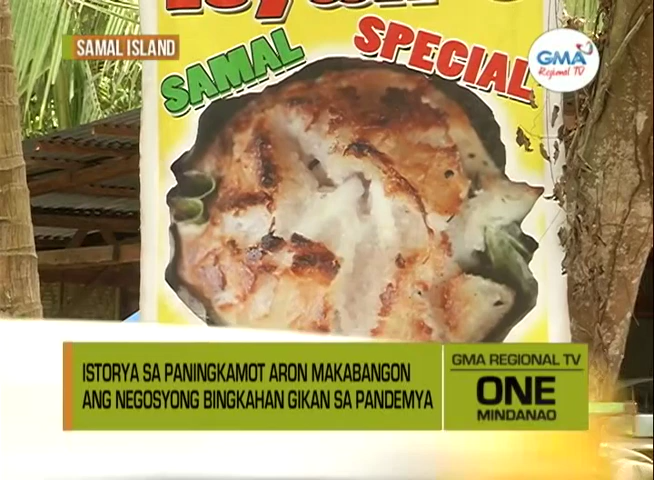 SAMAL ISLAND
SAMAL SPECIAL
GMA
Regional TV
ISTORYA SA PANINGKAMOT ARON MAKABANGON
ANG NEGOSYONG BINGKAHAN GIKAN SA PANDEMYA
GMA REGIONAL TV
ONE
MINDANAO